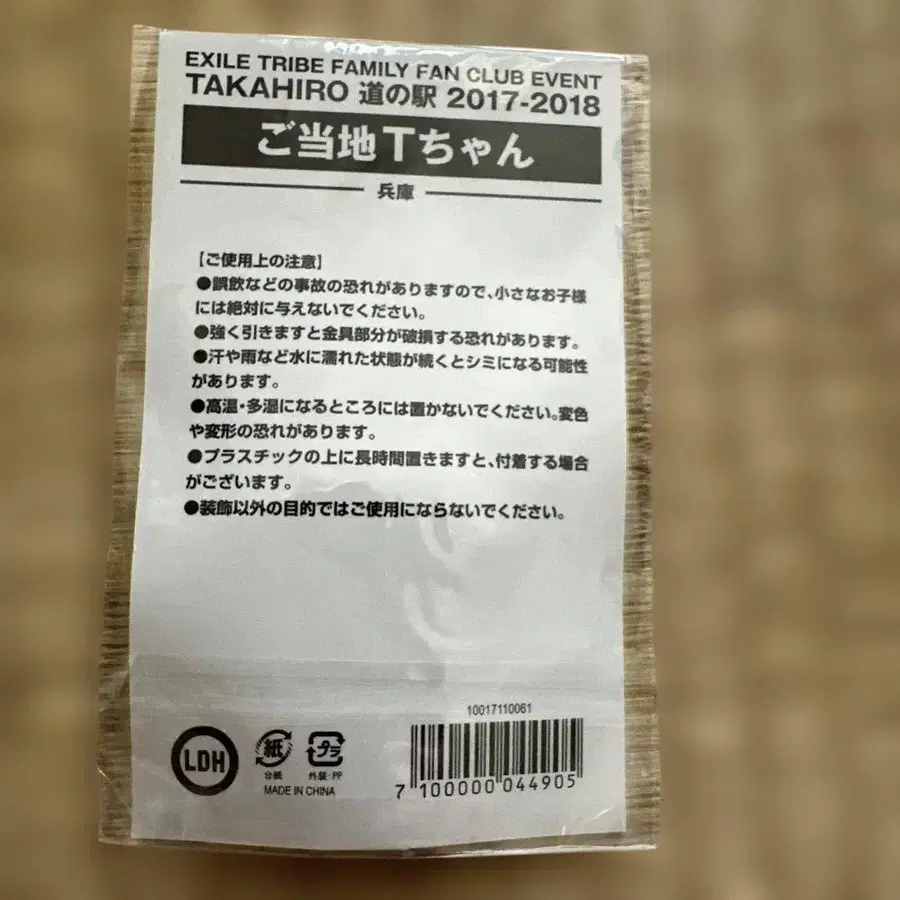 EXILE TRIBE FAMILY FAN CLUB EVENT
TAKAHIRO 道の駅 2017-2018
ご当地Tちゃん
兵庫
【ご使用上の注意】
●誤飲などの事故の恐れがありますので、小さなお子様
には絶対に与えないでください。
●強く引きますと金具部分が破損する恐れがあります。
●汗や雨など水に濡れた状態が続くとシミになる可能性
があります。
●高温・多湿になるところには置かないでください。変色
や変形の恐れがあります。
●プラスチックの上に長時間置きますと、付着する場合
がございます。
●装飾以外の目的ではご使用にならないでください。
10017110061
LDH
紙
プラ
台紙
外装・PP
MADE IN CHINA
7 100000 044905